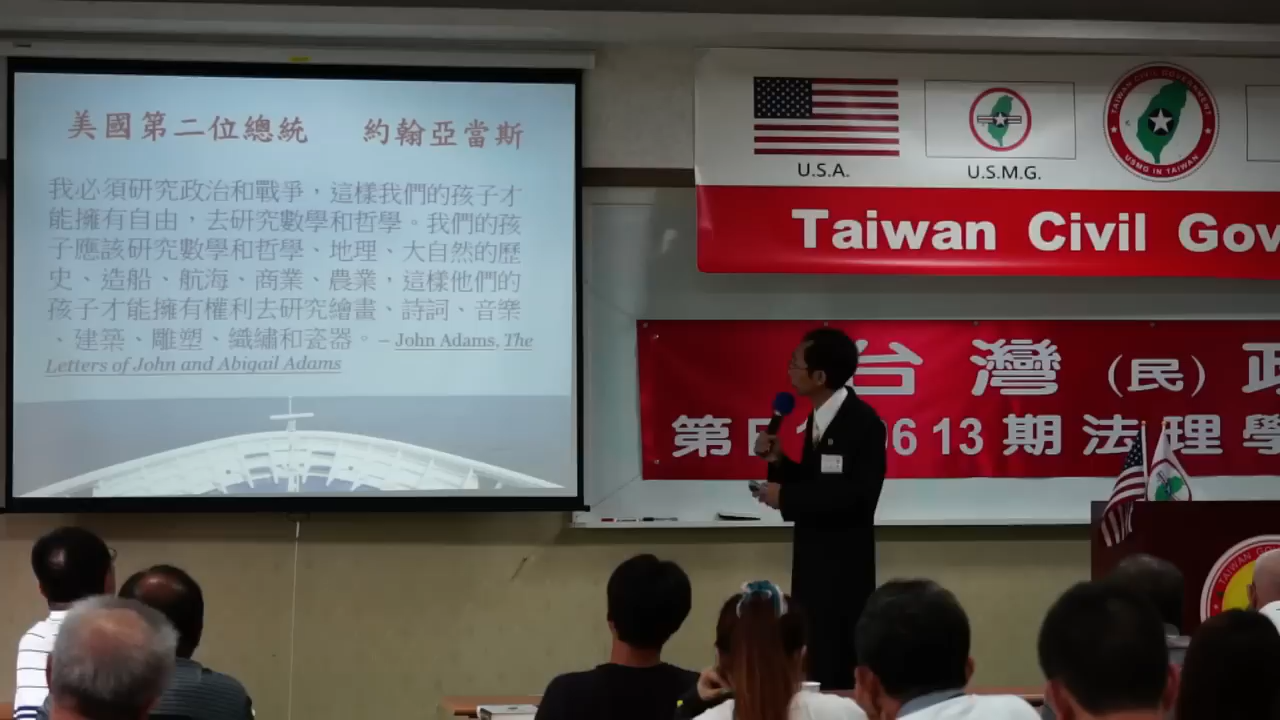 美國第二位總統 約翰亞當斯
我必須研究政治和戰爭，這樣我們的孩子才
能擁有自由，去研究數學和哲學。我們的孩
子應該研究數學和哲學、地理、大自然的歷
史、造船、航海、商業、農業，這樣他們的
孩子才能擁有權利去研究繪畫、詩詞、音樂
、建築、雕塑、織繡和瓷器。– John Adams, The
Letters of John and Abigail Adams
U.S.A.
U.S.M.G.
TAIWAN CIVIL GOVERNMENT
USMG IN TAIWAN
Taiwan Civil Gov
台灣（民）政
第 06 13 期法理學
TAIWAN GO